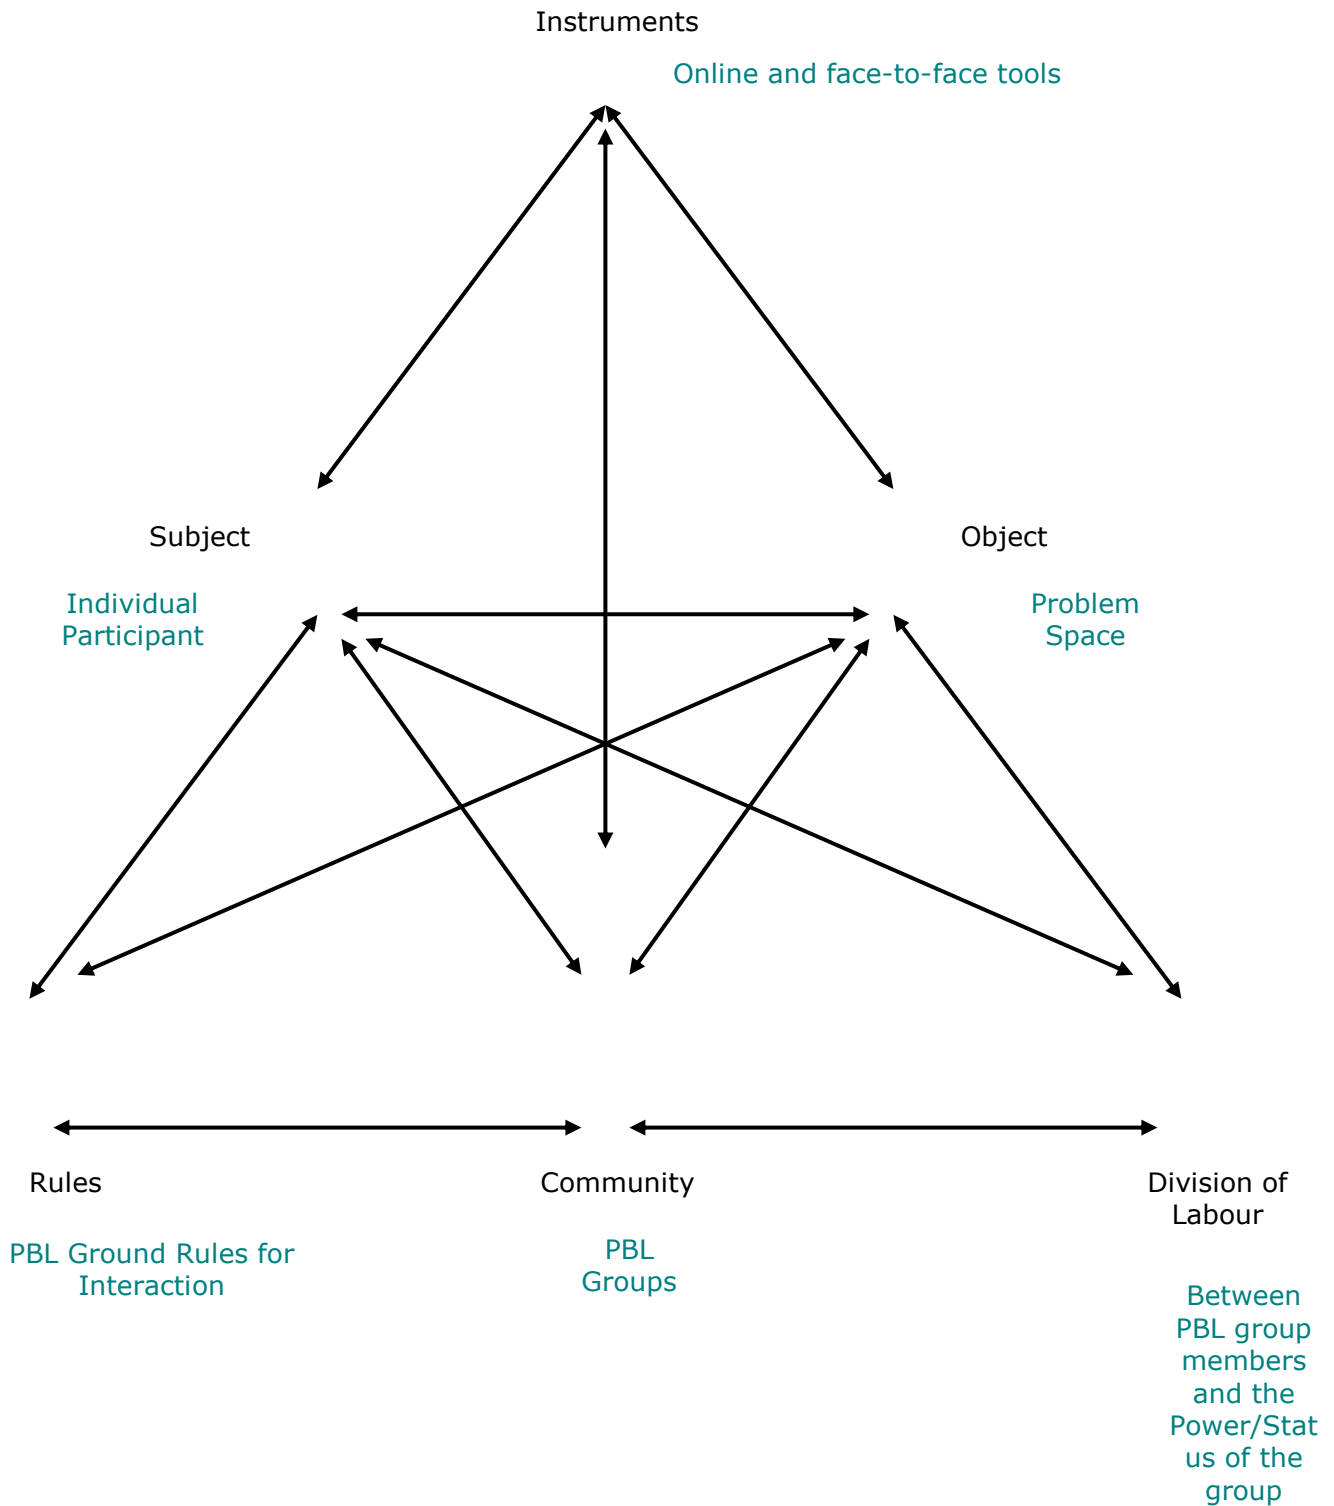 Instruments
Online and face-to-face tools
Subject
Object
Individual
Participant
Problem
Space
Rules
Community
Division of
Labour
PBL Ground Rules for
Interaction
PBL
Groups
Between
PBL group
members
and the
Power/Stat
us of the
group